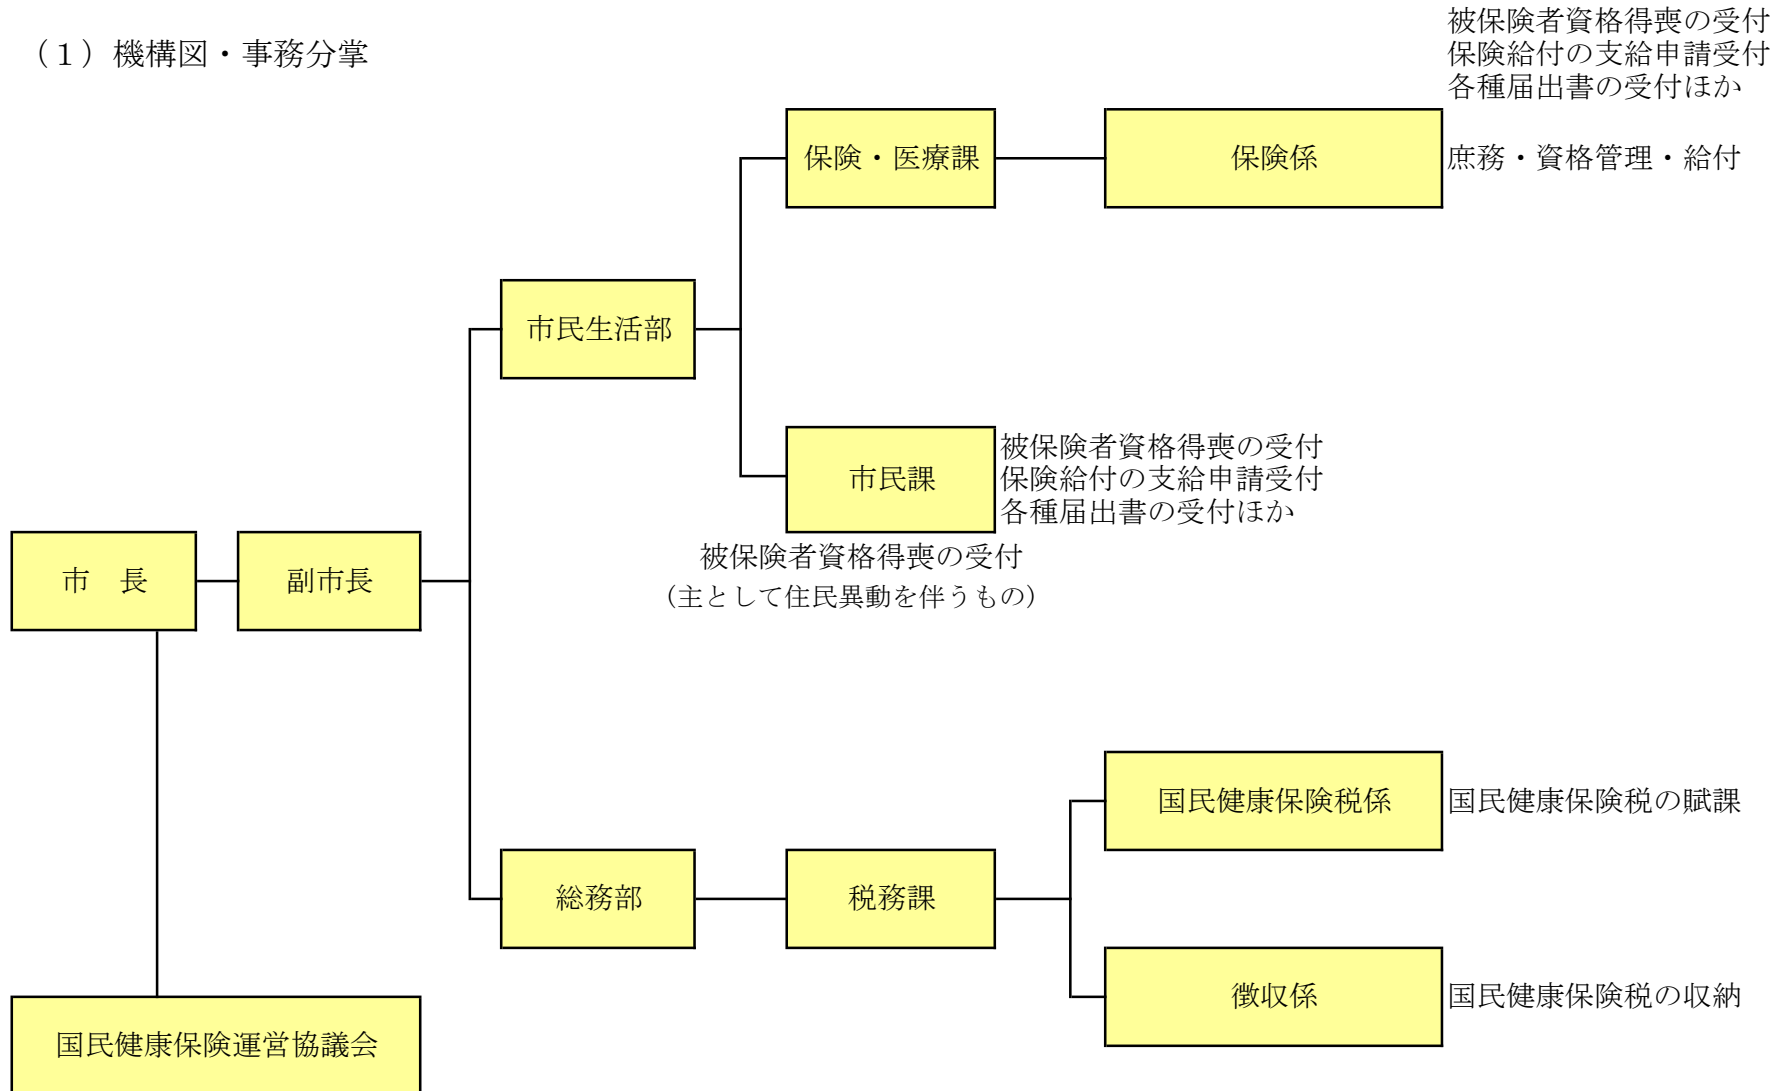 (1)機構図・事務分掌
被保険者資格得喪の受付
保険給付の支給申請受付
各種届出書の受付ほか
保険・医療課
保険係
庶務・資格管理・給付
市民生活部
市民課
被保険者資格得喪の受付
保険給付の支給申請受付
各種届出書の受付ほか
被保険者資格得喪の受付
(主として住民異動を伴うもの)
市 長
副市長
国民健康保険税係
国民健康保険税の賦課
総務部
税務課
徴収係
国民健康保険税の収納
国民健康保険運営協議会